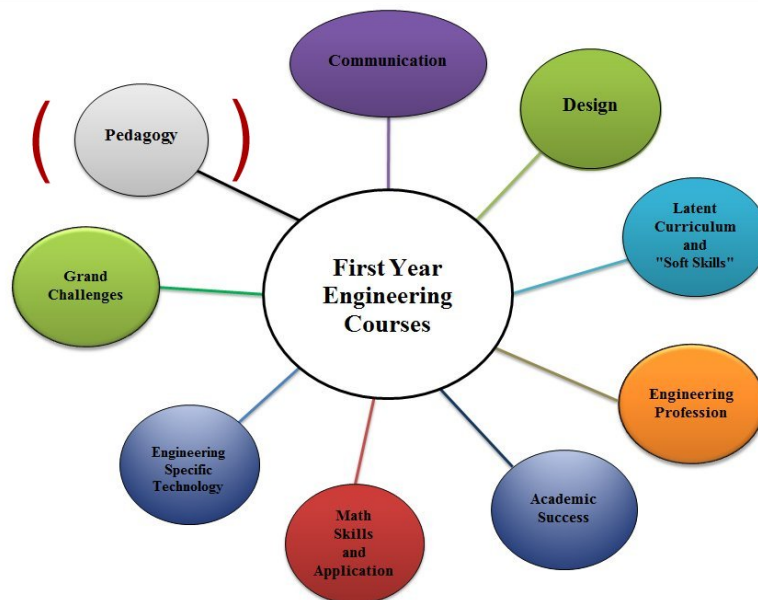 First Year
Engineering
Courses
Communication
Design
Latent
Curriculum
and
"Soft Skills"
Engineering
Profession
Academic
Success
Math
Skills
and
Application
Engineering
Specific
Technology
Grand
Challenges
( Pedagogy )